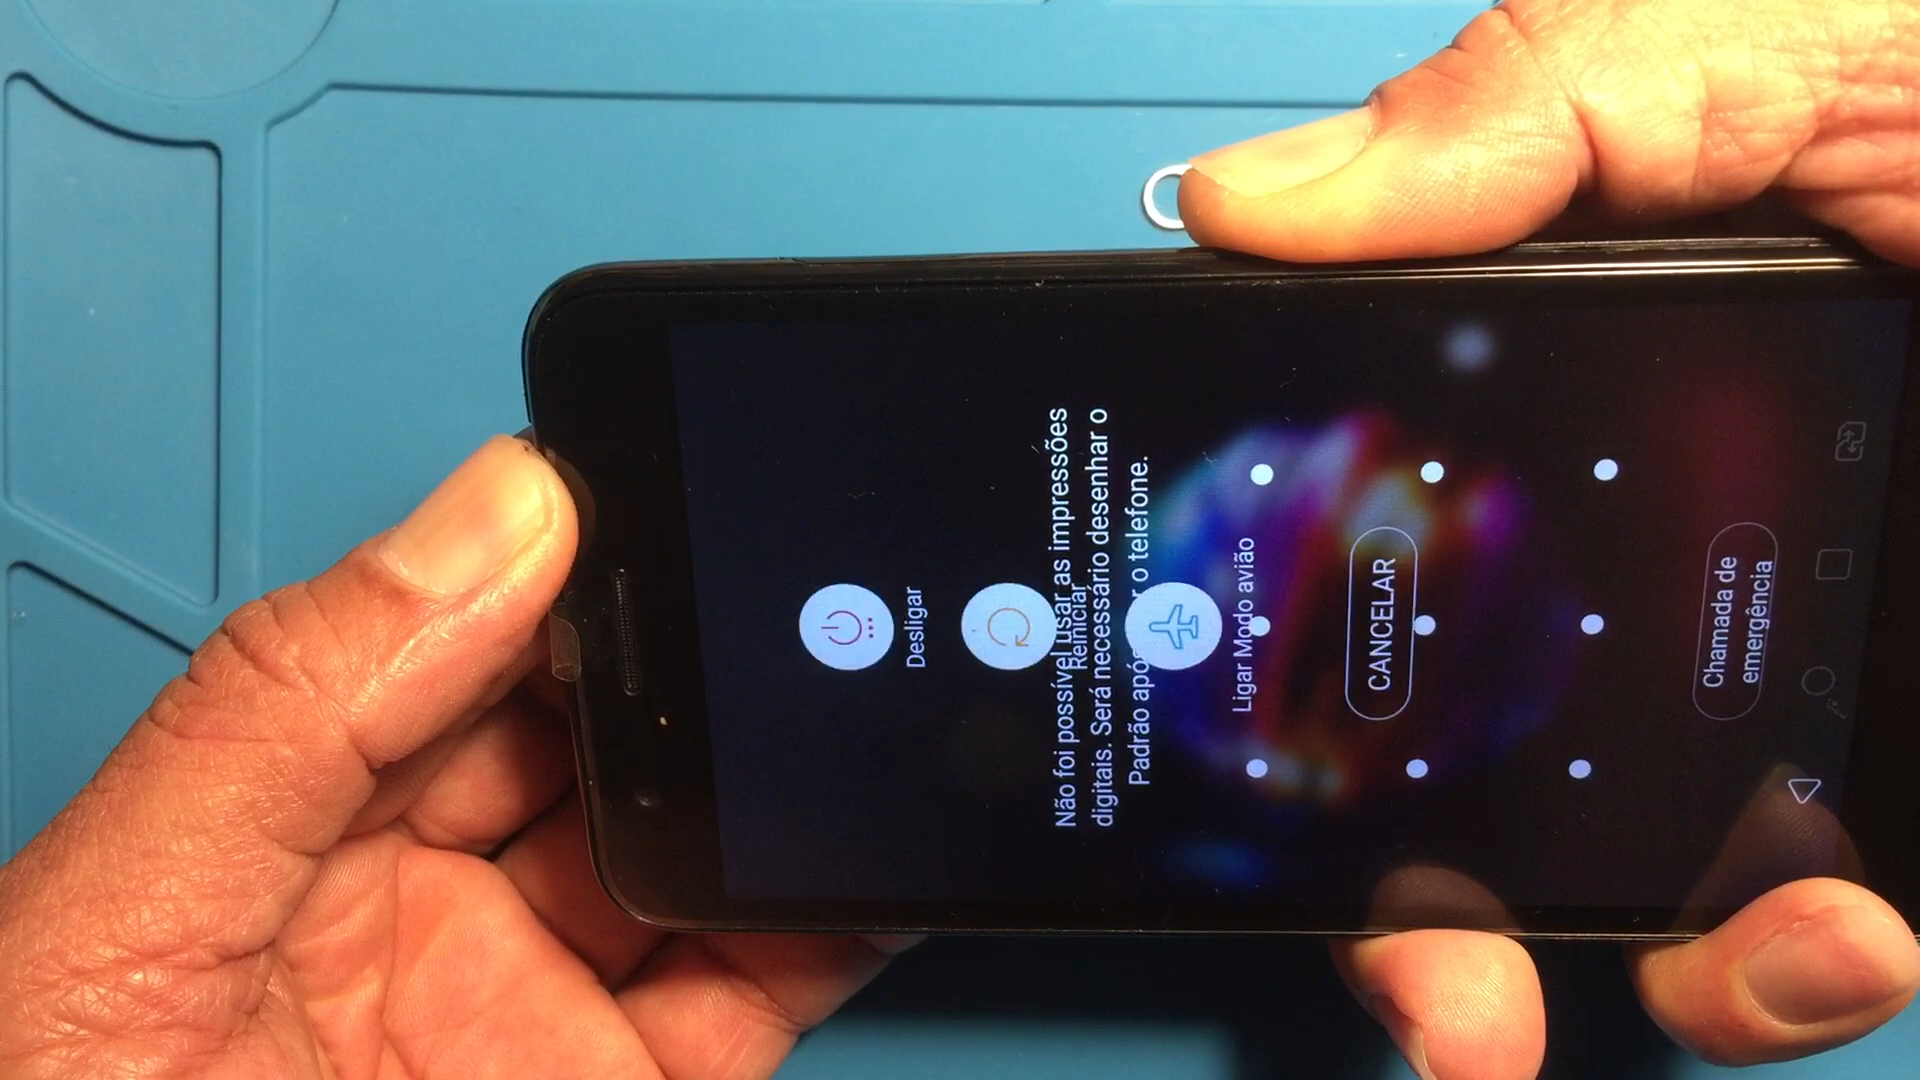 Desligar
Reiniciar
Não foi possível usar as impressões
digitais. Será necessário desenhar o
Padrão após r o telefone.
Ligar Modo avião
CANCELAR
Chamada de
emergência